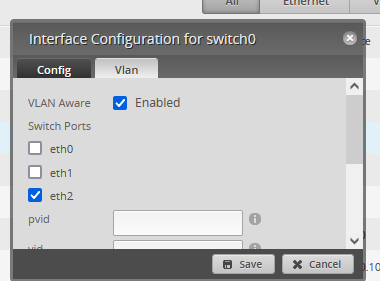 All
Ethernet
Interface Configuration for switch0
Config
Vlan
VLAN Aware
Enabled
Switch Ports
eth0
eth1
eth2
pvid
vid
Save
Cancel